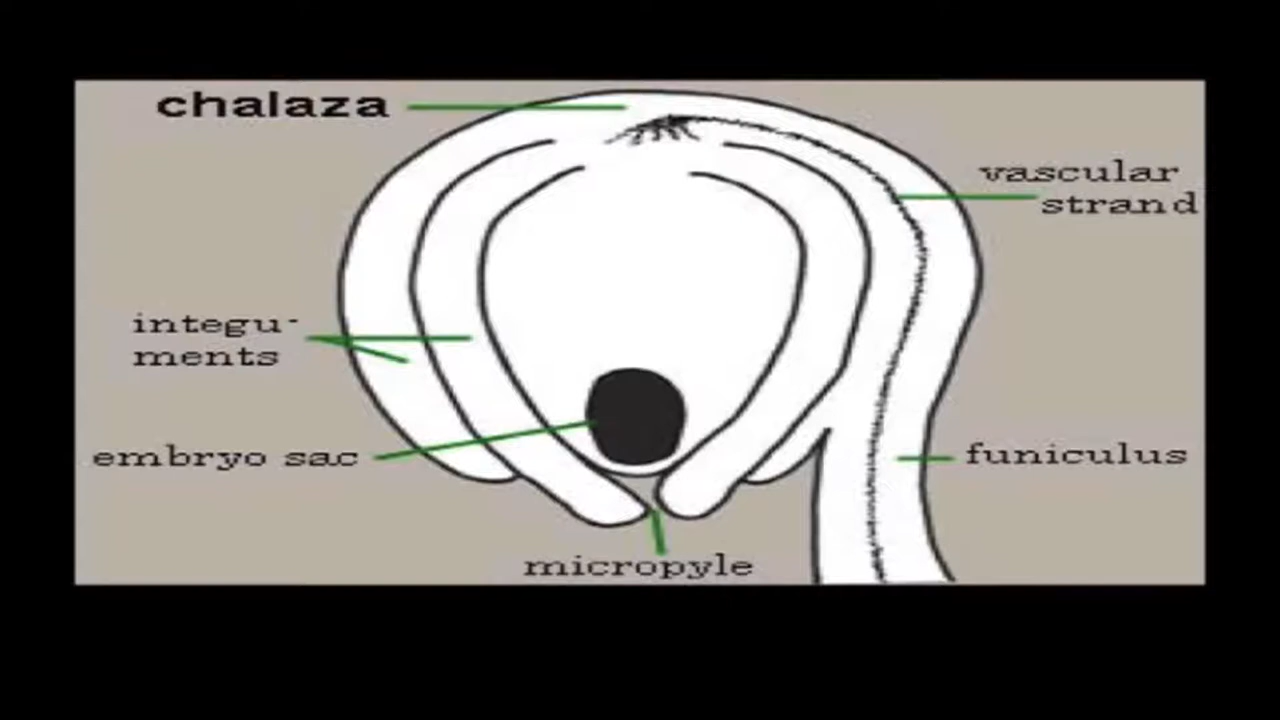 chalaza
vascular
strand
integu-
ments
embryo sac
funiculus
micropyle